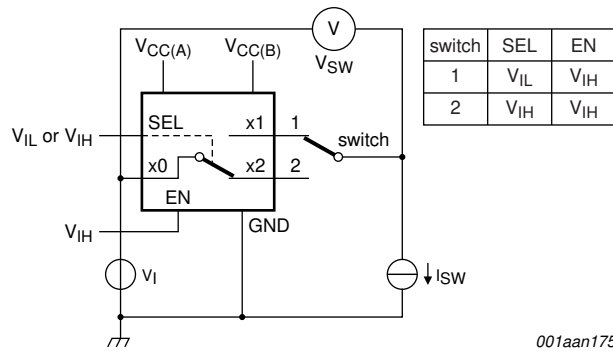 V
VCC(A) VCC(B) VSW
switch SEL EN
1 VIL VIH
2 VIH VIH
VIL or VIH SEL x1 1 switch
x0 x2 2
EN
VIH GND
VI ISW
001aan175